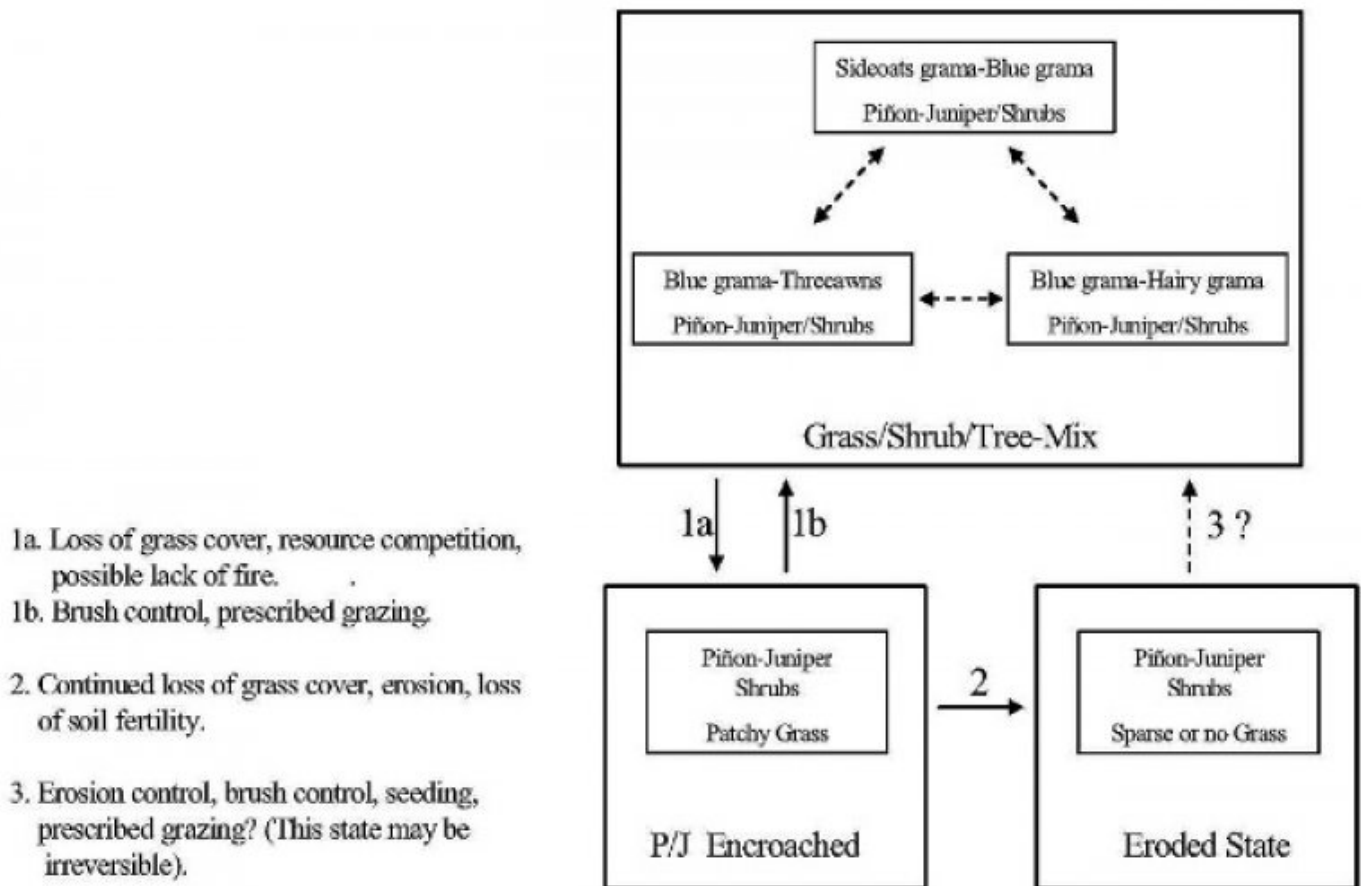 Sideoats grama-Blue grama
Piñon-Juniper/Shrubs
Blue grama-Threeawns
Piñon-Juniper/Shrubs
Blue grama-Hairy grama
Piñon-Juniper/Shrubs
Grass/Shrub/Tree-Mix
1a
1b
3 ?
1a. Loss of grass cover, resource competition,
possible lack of fire.
1b. Brush control, prescribed grazing.
2. Continued loss of grass cover, erosion, loss
of soil fertility.
3. Erosion control, brush control, seeding,
prescribed grazing? (This state may be
irreversible).
Piñon-Juniper
Shrubs
Patchy Grass
P/J Encroached
2
Piñon-Juniper
Shrubs
Sparse or no Grass
Eroded State